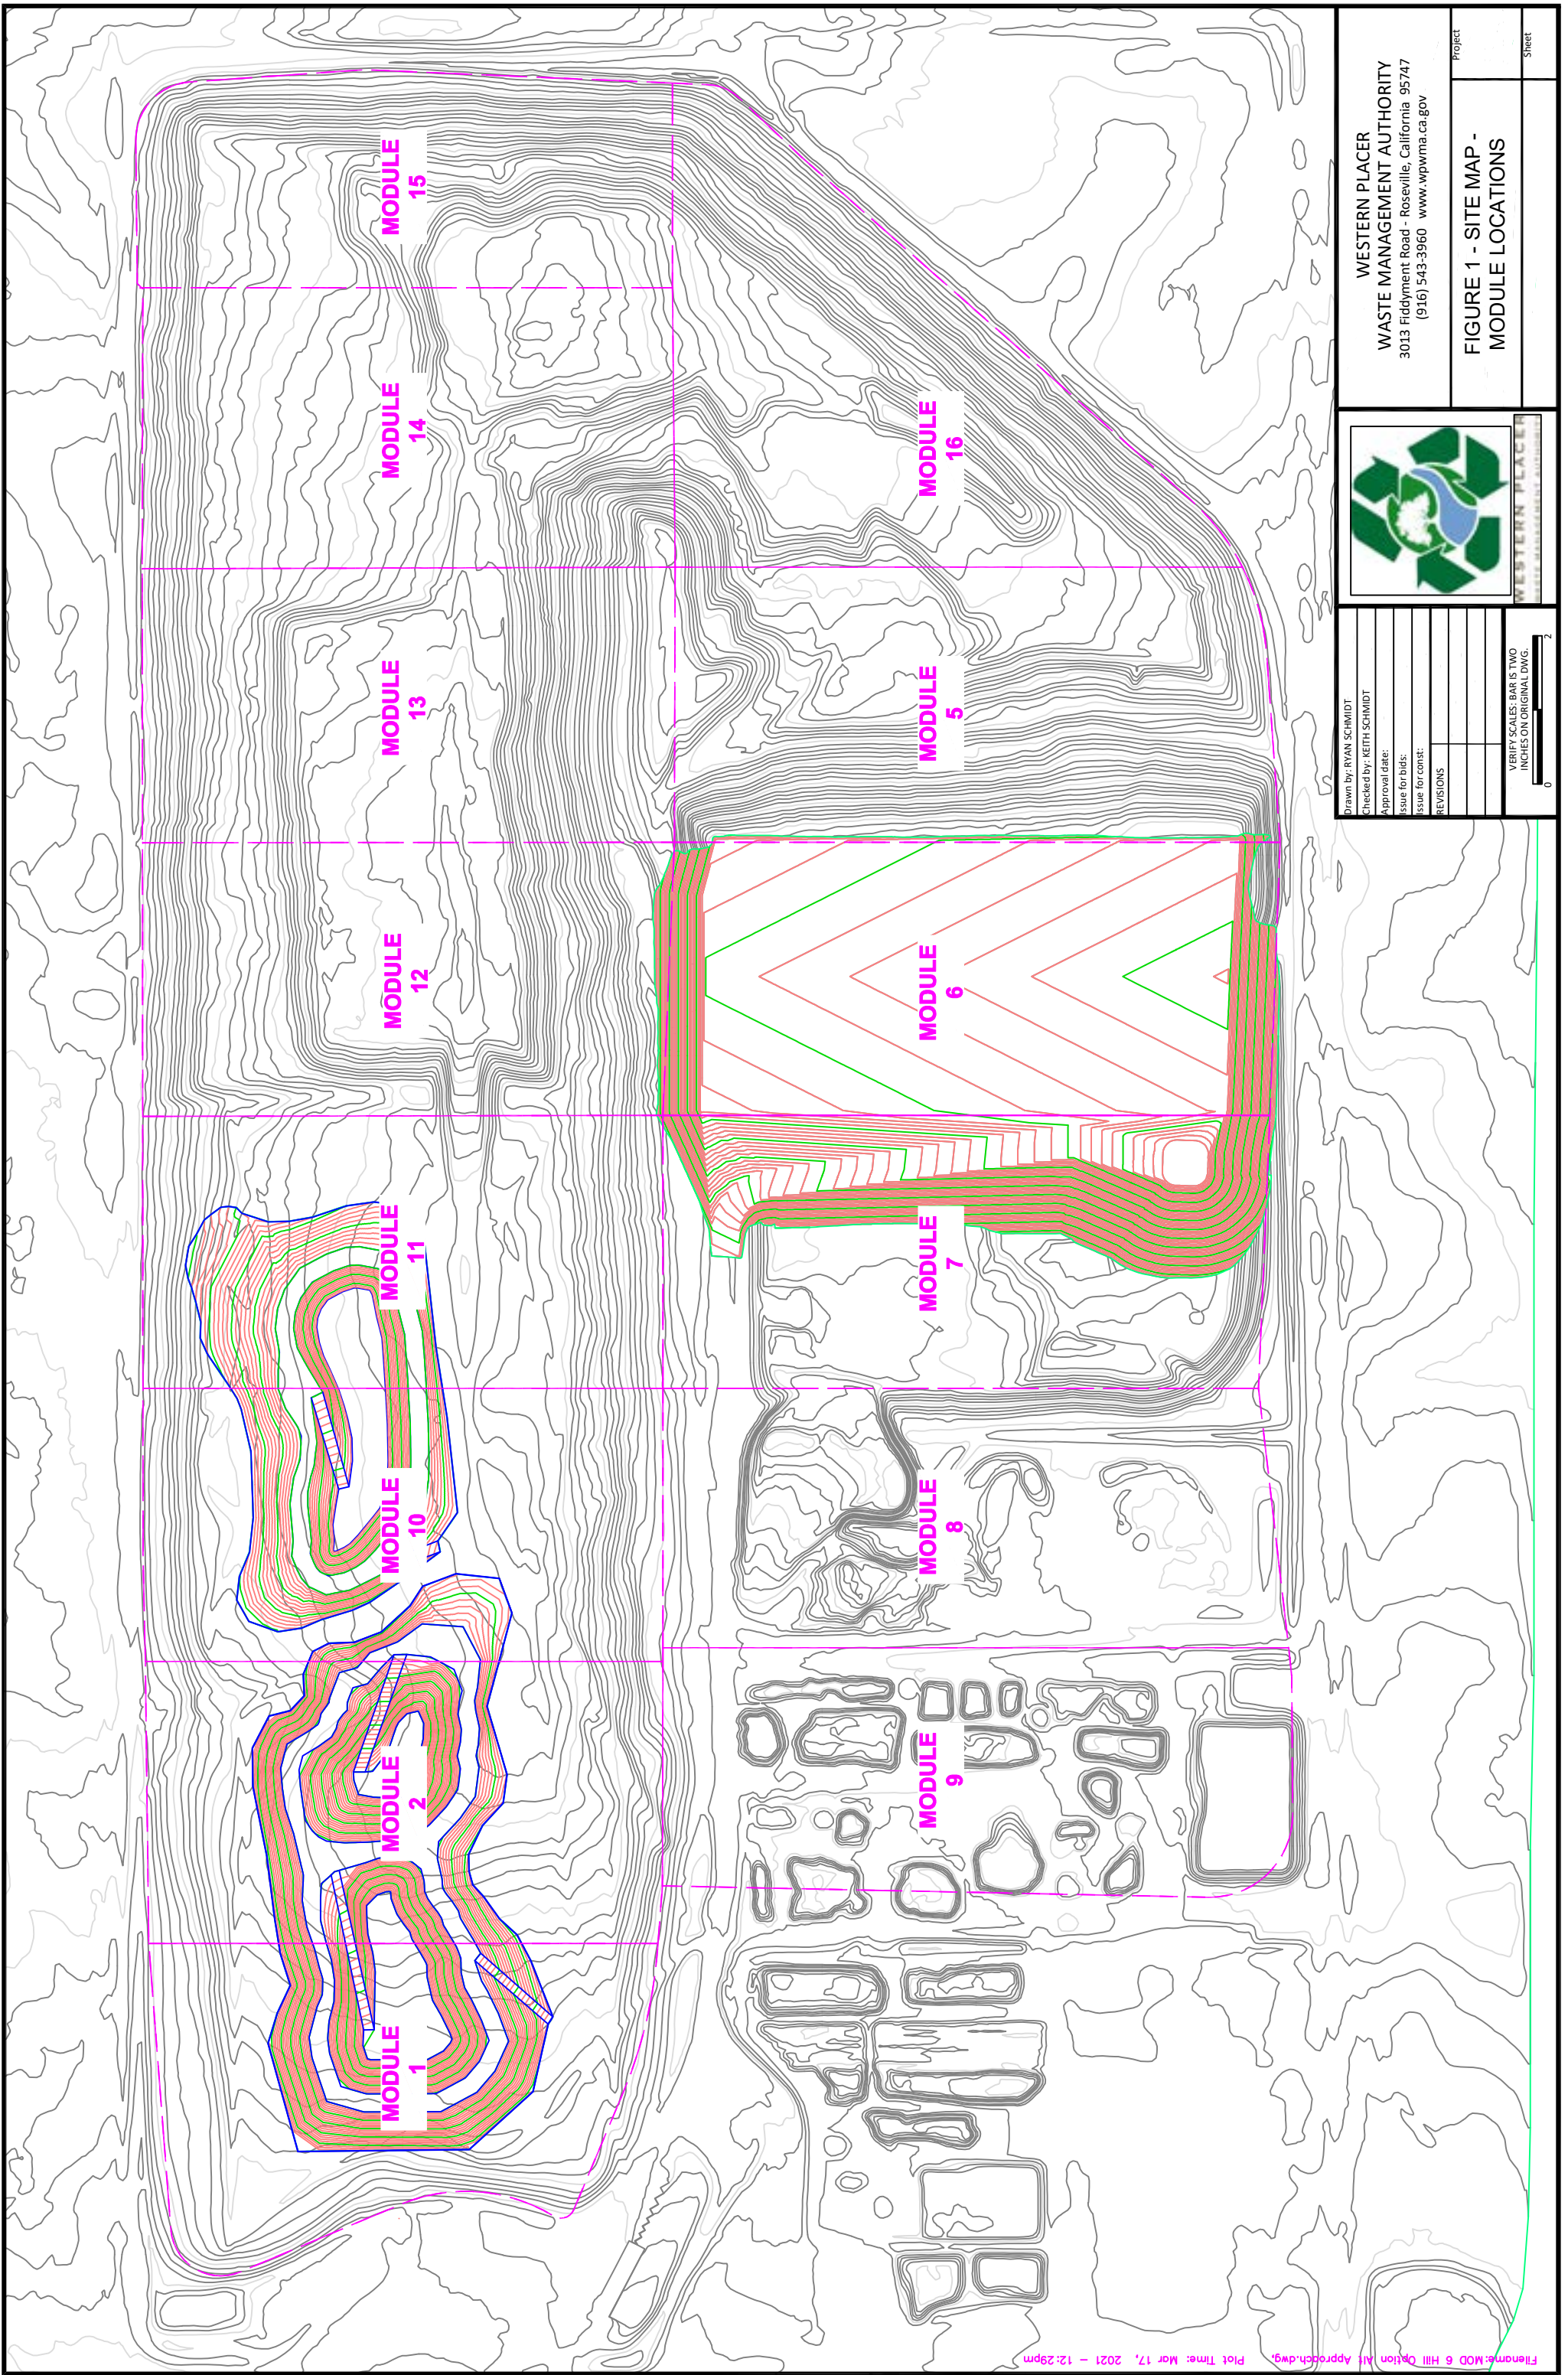 MODULE
15
MODULE
14
MODULE
13
MODULE
12
MODULE
11
MODULE
10
MODULE
2
MODULE
1
MODULE
16
MODULE
5
MODULE
6
MODULE
7
MODULE
8
MODULE
9
WESTERN PLACER
WASTE MANAGEMENT AUTHORITY
3013 Fiddyment Road - Roseville, California 95747
(916) 543-3960 www.wpwma.ca.gov
Project
FIGURE 1 - SITE MAP -
MODULE LOCATIONS
Sheet
WESTERN PLACER
WASTE MANAGEMENT AUTHORITY
Drawn by: RYAN SCHMIDT
Checked by: KEITH SCHMIDT
Approval date:
Issue for bids:
Issue for const:
REVISIONS
VERIFY SCALES: BAR IS TWO
INCHES ON ORIGINAL DWG.
0 2
Filename: MOD 6 Hill Option Alt Approach.dwg, Plot Time: Mar 17, 2021 - 12:29pm